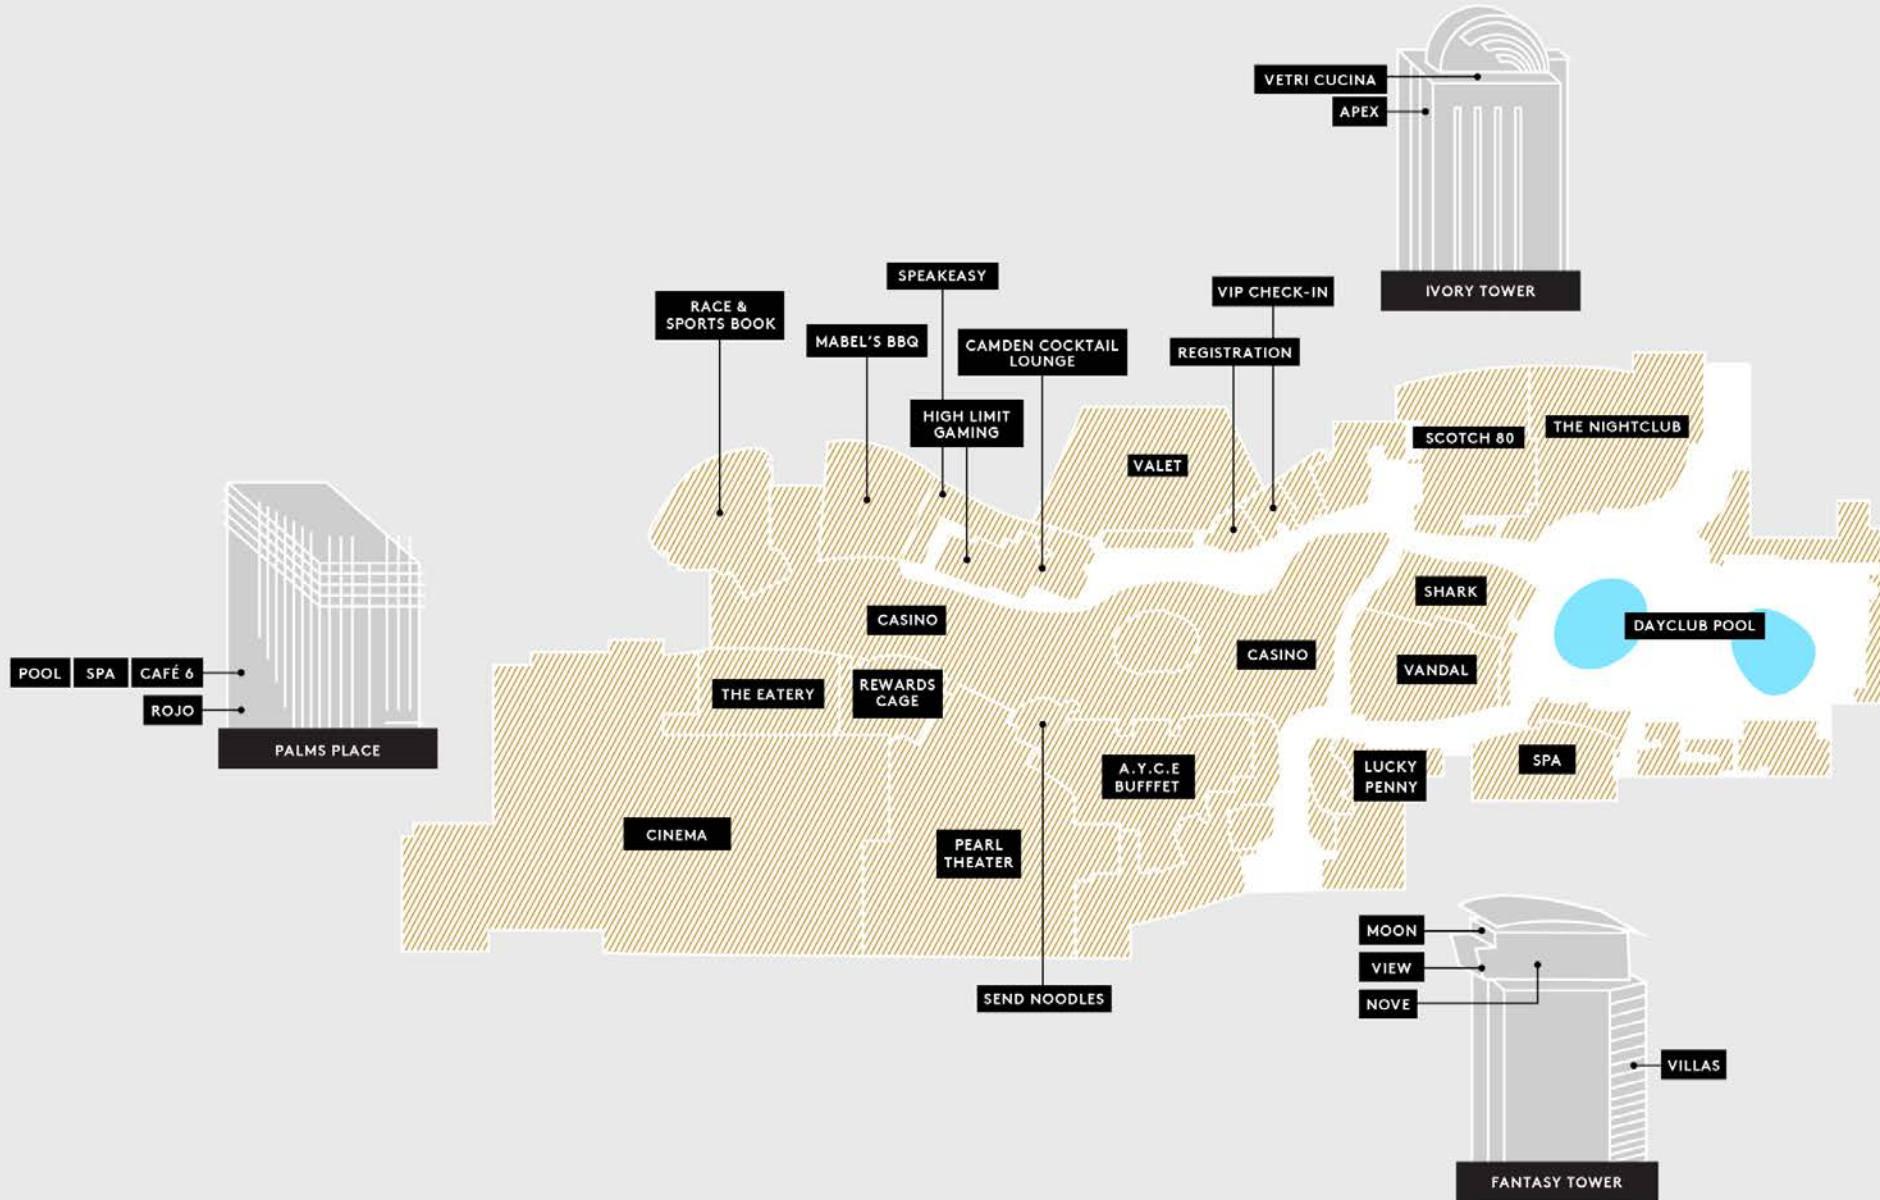 VETRI CUCINA
APEX
IVORY TOWER
SPEAKEASY
VIP CHECK-IN
RACE &
SPORTS BOOK
MABEL'S BBQ
CAMDEN COCKTAIL
LOUNGE
REGISTRATION
HIGH LIMIT
GAMING
VALET
SCOTCH 80
THE NIGHTCLUB
SHARK
CASINO
DAYCLUB POOL
CASINO
VANDAL
POOL SPA CAFÉ 6
ROJO
PALMS PLACE
THE EATERY
REWARDS
CAGE
A.Y.C.E
BUFFFET
LUCKY
PENNY
SPA
CINEMA
PEARL
THEATER
SEND NOODLES
MOON
VIEW
NOVE
VILLAS
FANTASY TOWER